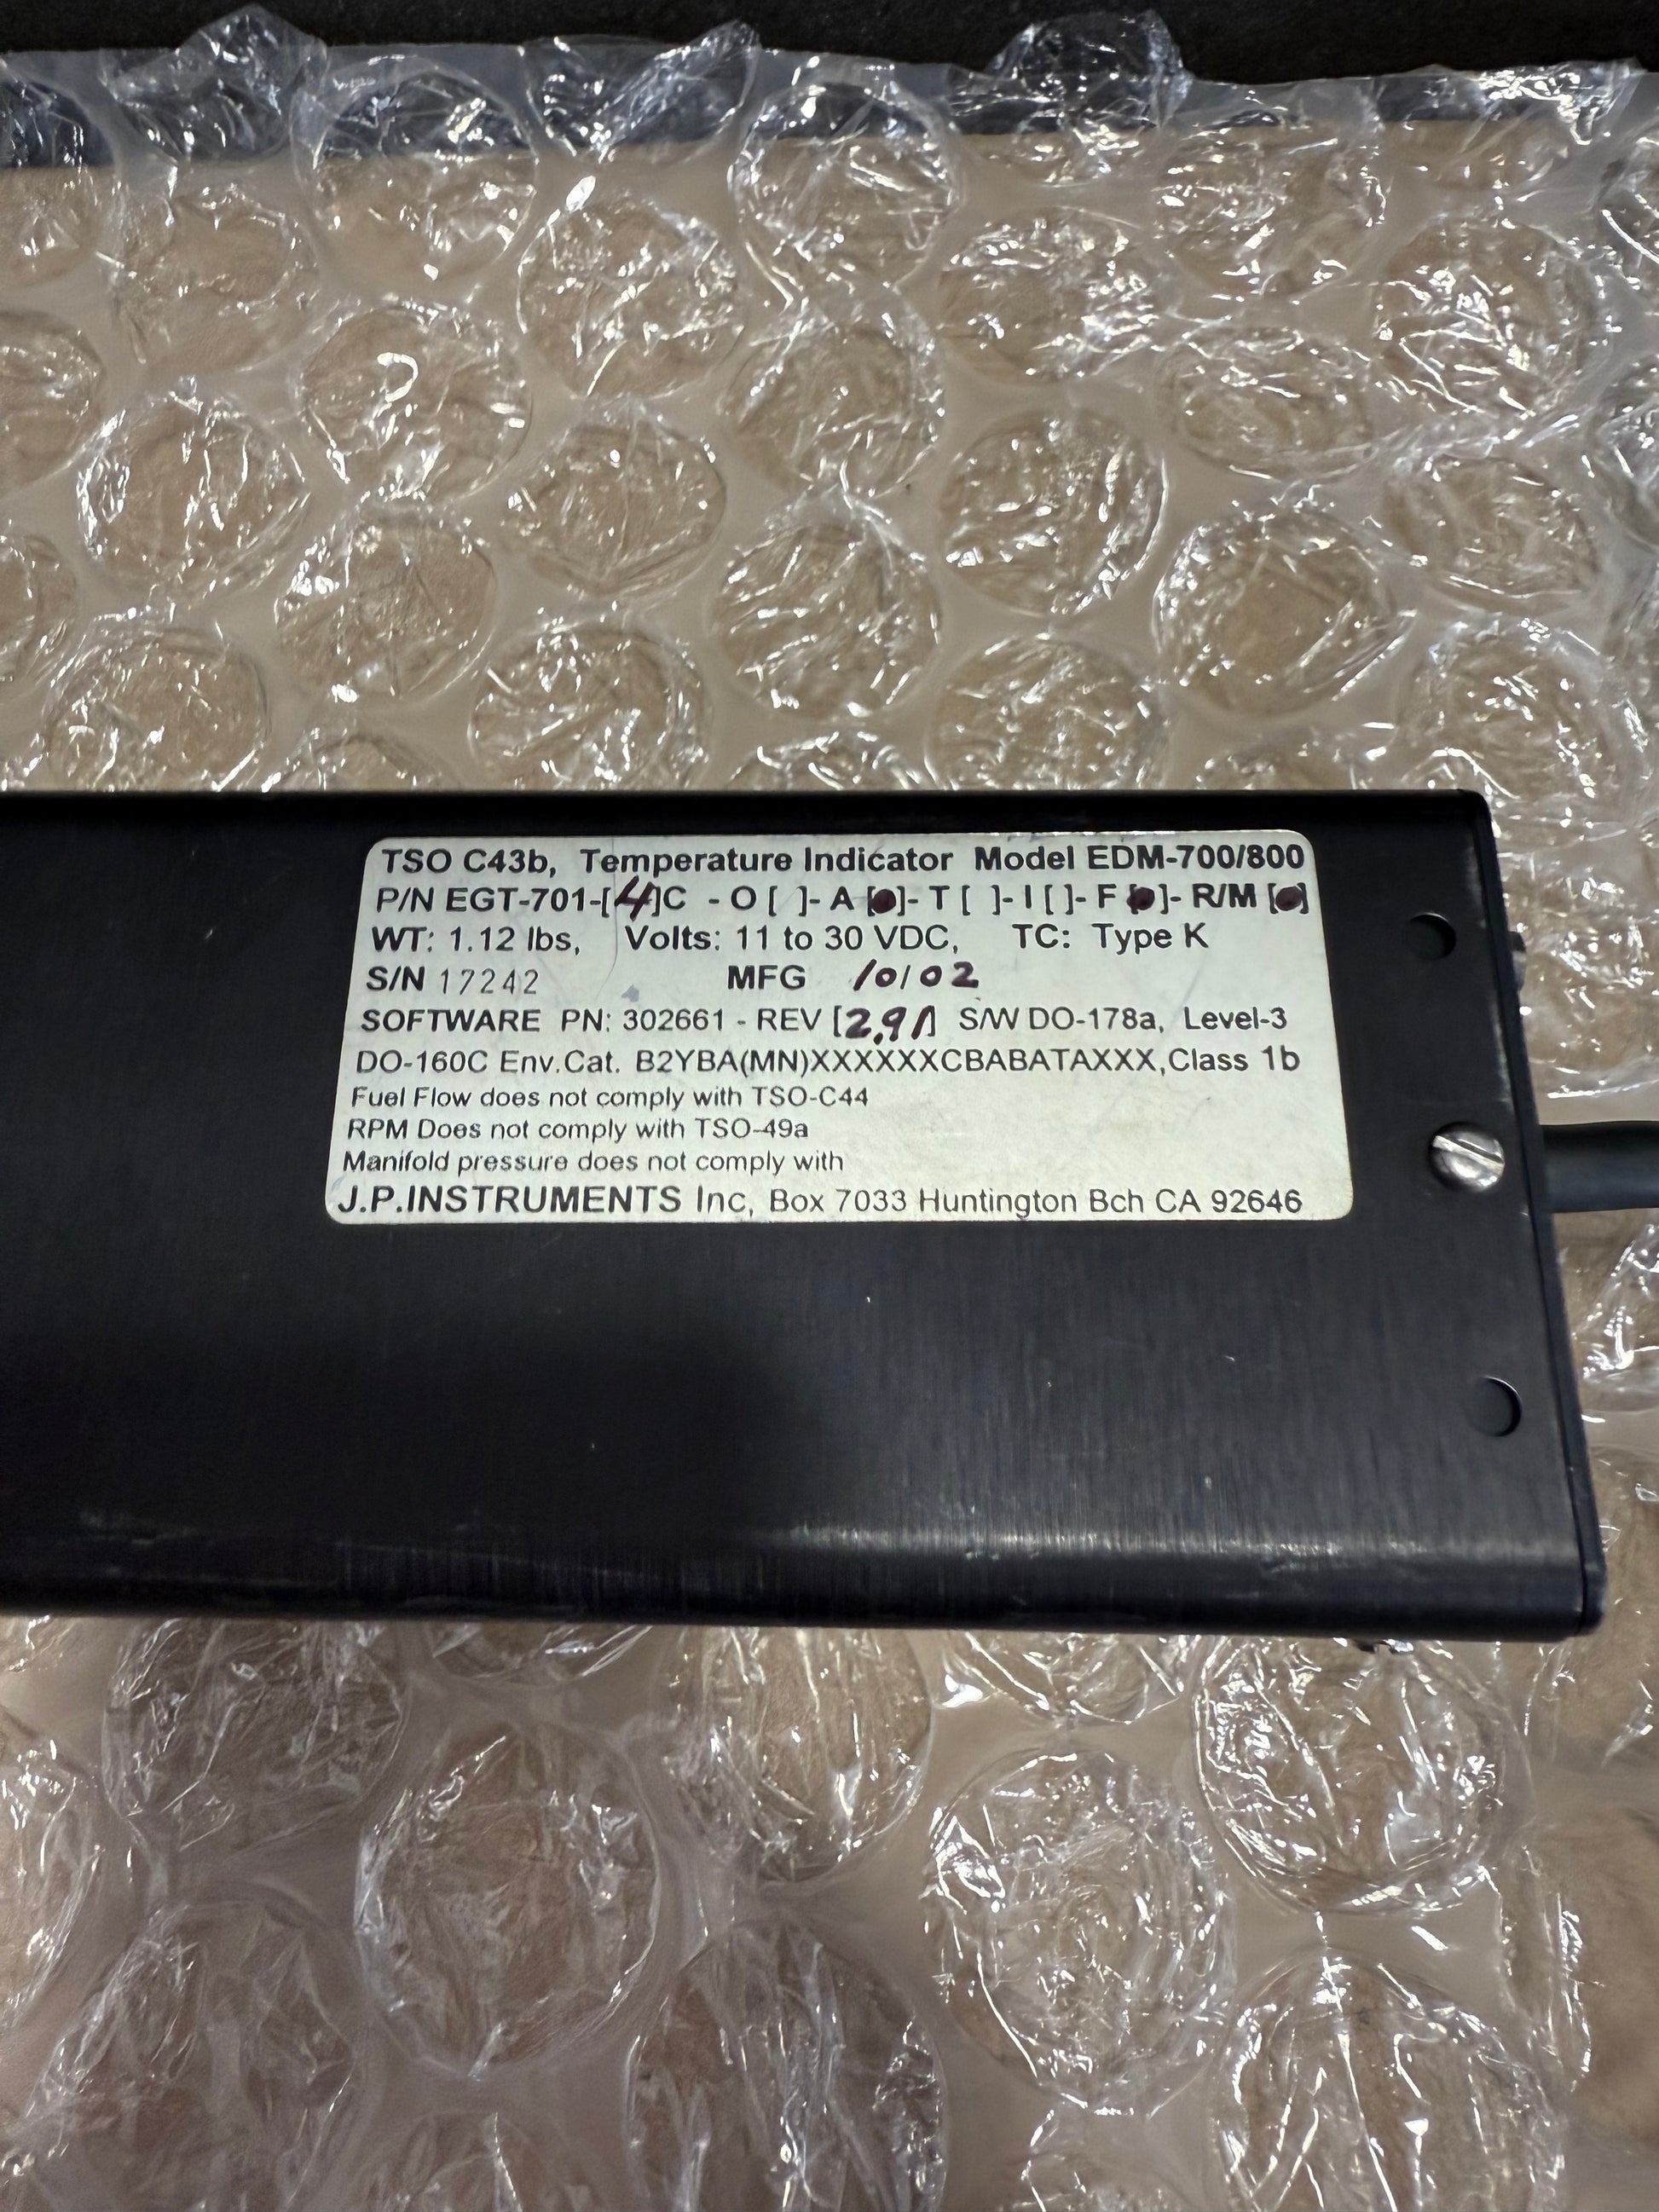 TSO C43b, Temperature Indicator Model EDM-700/800
P/N EGT-701-[4]C - O [ ]- A [●]- T [ ]- I [ ]- F [●]- R/M [●]
WT: 1.12 lbs, Volts: 11 to 30 VDC, TC: Type K
S/N 17242 MFG 10/02
SOFTWARE PN: 302661 - REV [2.91] S/W DO-178a, Level-3
DO-160C Env.Cat. B2YBA(MN)XXXXXXCBABATAXXX,Class 1b
Fuel Flow does not comply with TSO-C44
RPM Does not comply with TSO-49a
Manifold pressure does not comply with
J.P.INSTRUMENTS Inc, Box 7033 Huntington Bch CA 92646